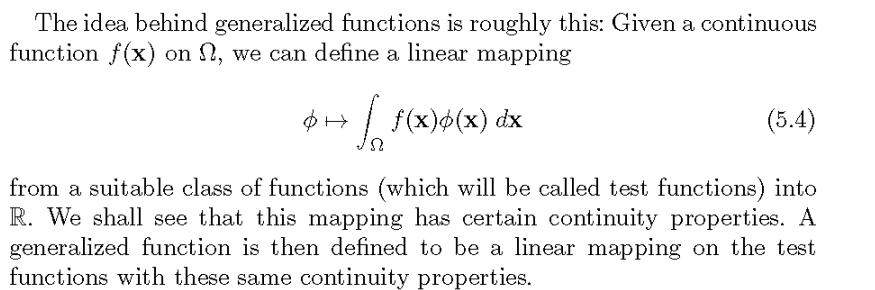 The idea behind generalized functions is roughly this: Given a continuous
function f(x) on Ω, we can define a linear mapping
ϕ ↦ ∫_Ω f(x)ϕ(x) dx (5.4)
from a suitable class of functions (which will be called test functions) into
ℝ. We shall see that this mapping has certain continuity properties. A
generalized function is then defined to be a linear mapping on the test
functions with these same continuity properties.